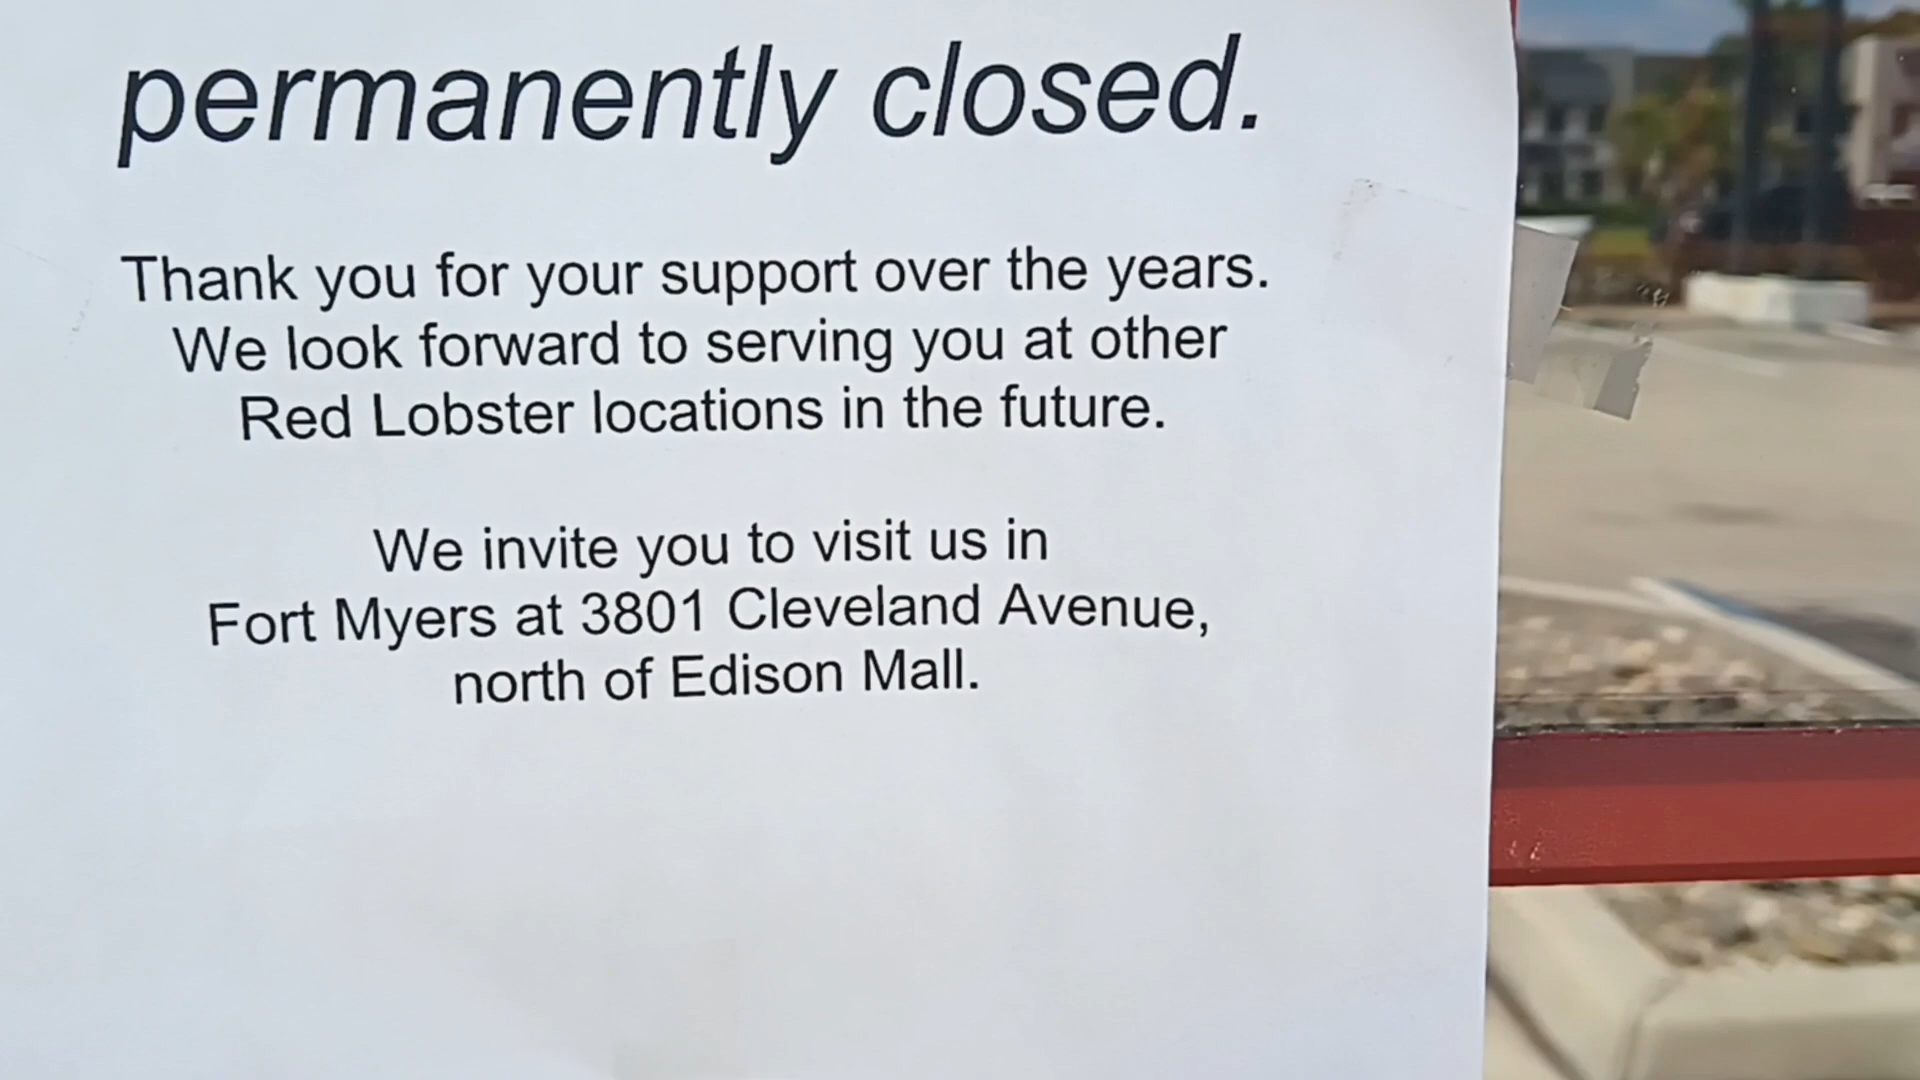 permanently closed.
Thank you for your support over the years.
We look forward to serving you at other
Red Lobster locations in the future.
We invite you to visit us in
Fort Myers at 3801 Cleveland Avenue,
north of Edison Mall.